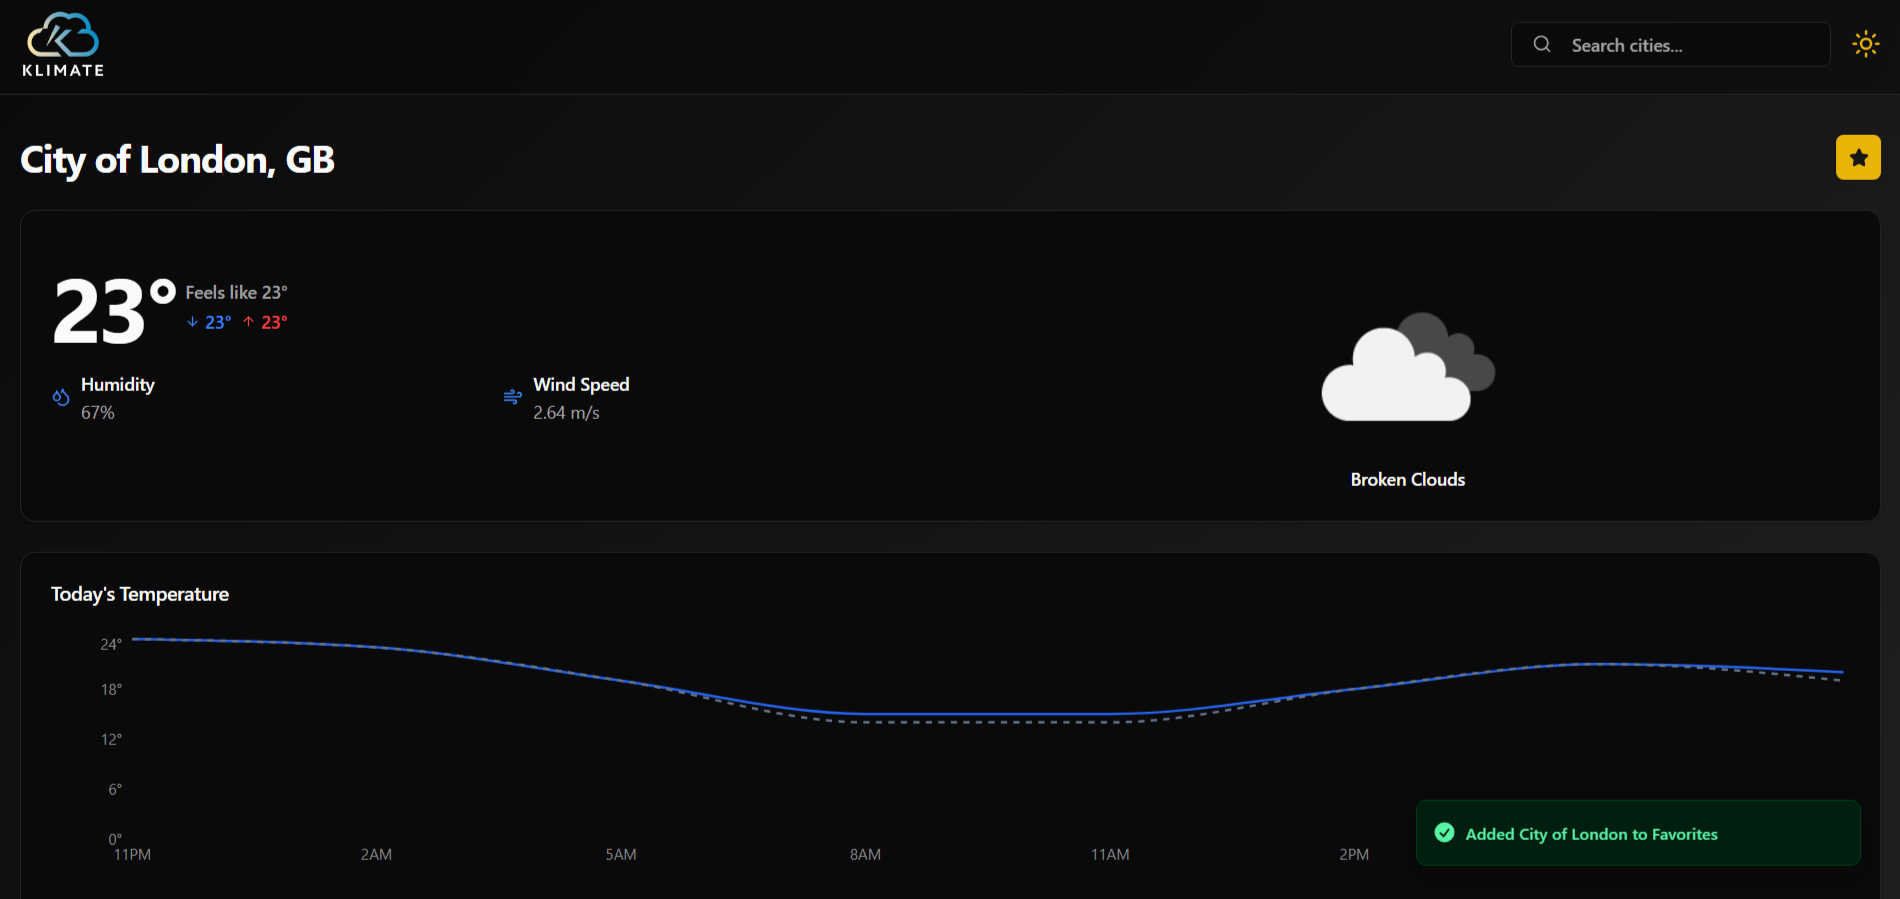 KLIMATE
Search cities...
City of London, GB
23°
Feels like 23°
↓ 23° ↑ 23°
Humidity
67%
Wind Speed
2.64 m/s
Broken Clouds
Today's Temperature
24°
18°
12°
6°
0°
11PM 2AM 5AM 8AM 11AM 2PM
Added City of London to Favorites